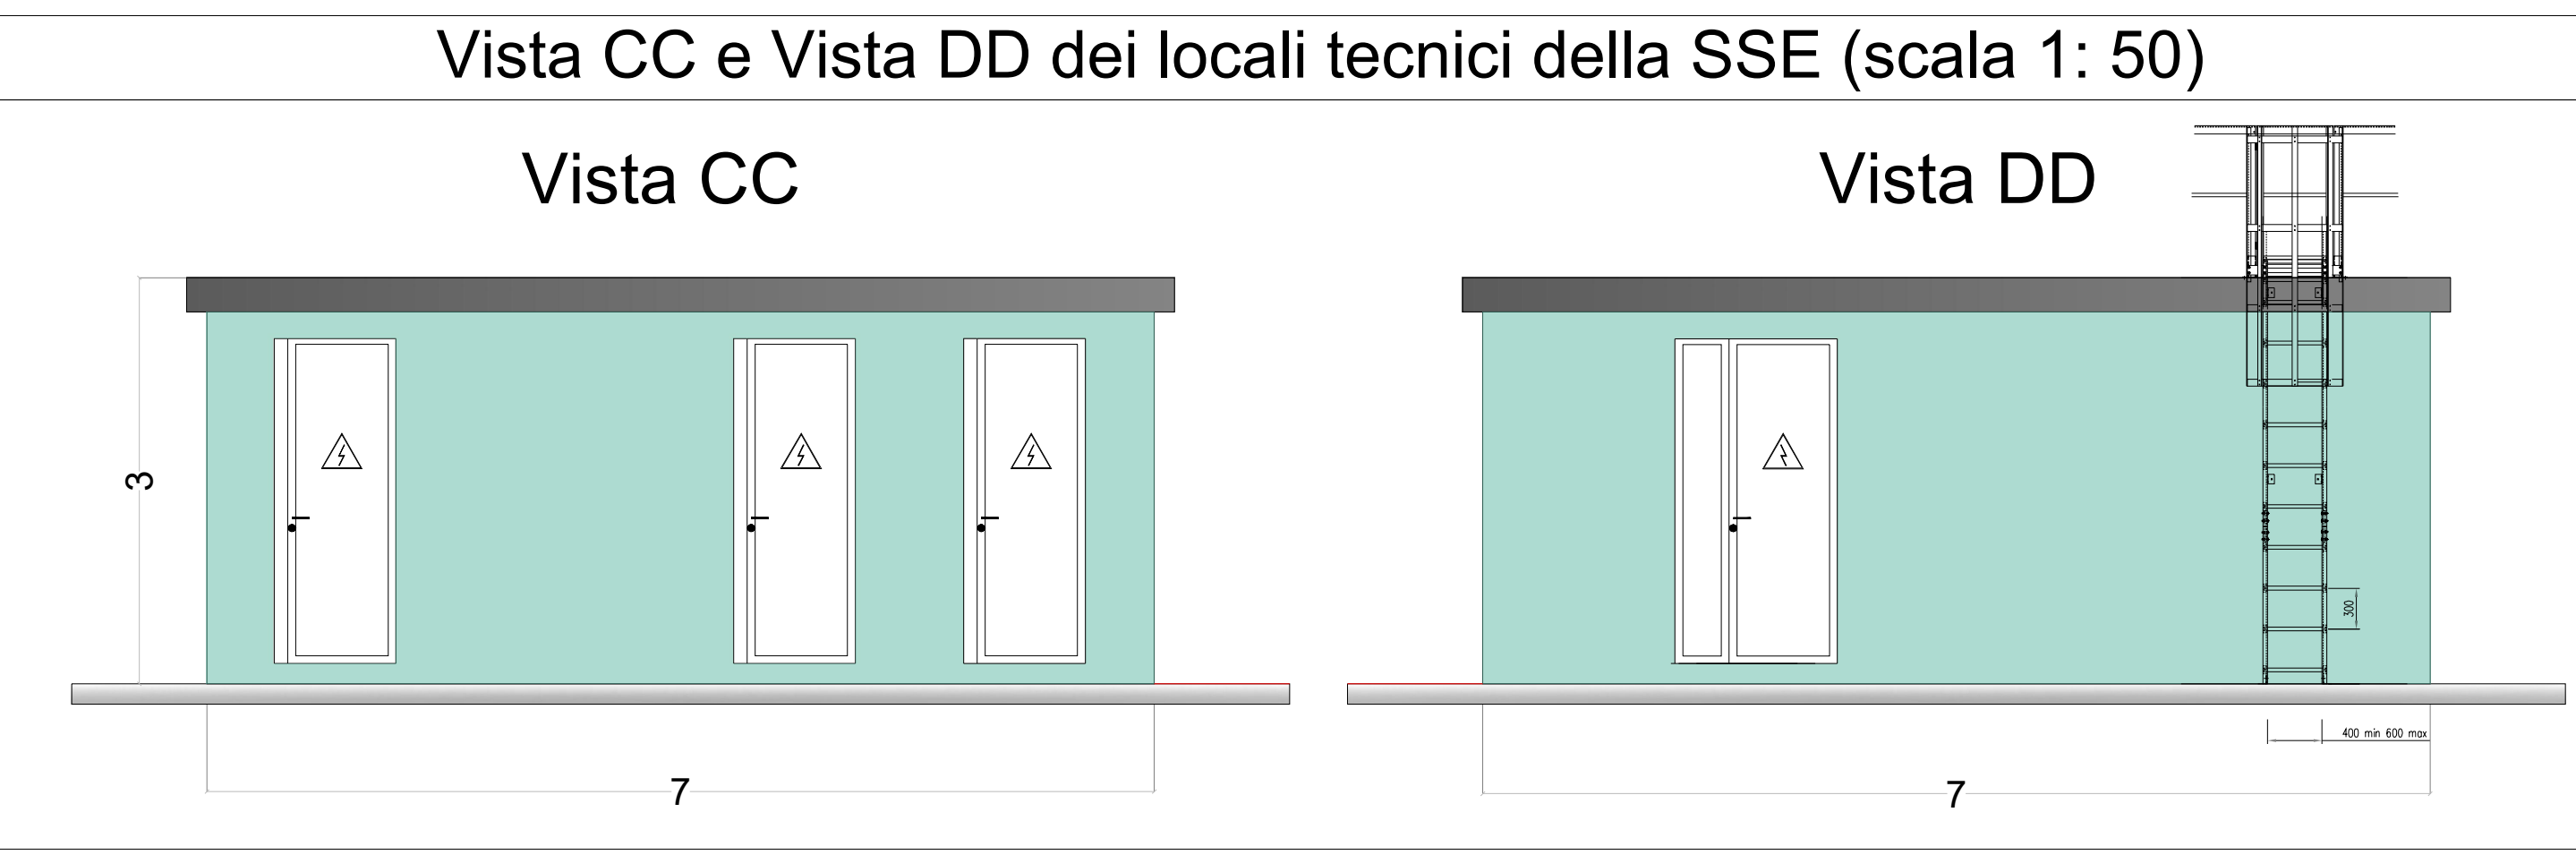 Vista CC e Vista DD dei locali tecnici della SSE (scala 1: 50)
Vista CC
Vista DD
3
300
400 min 600 max
7
7